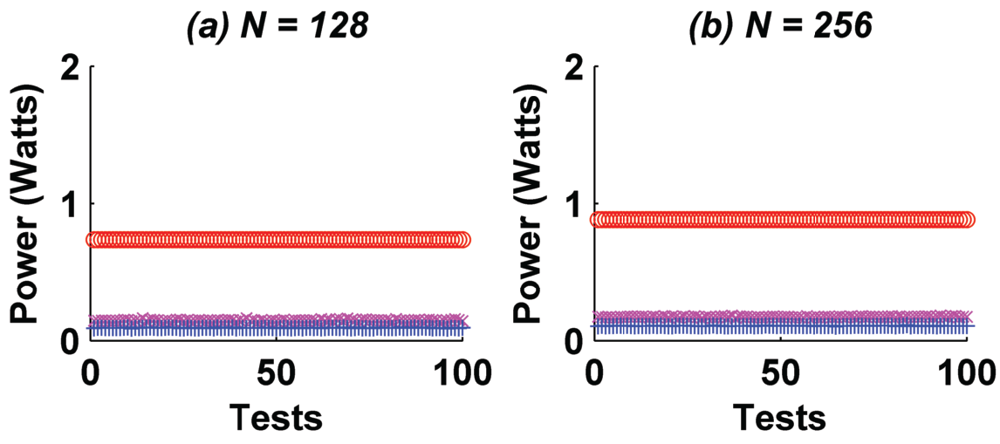 (a) N = 128
2
1
0
Power (Watts)
0 50 100
Tests
(b) N = 256
2
1
0
Power (Watts)
0 50 100
Tests